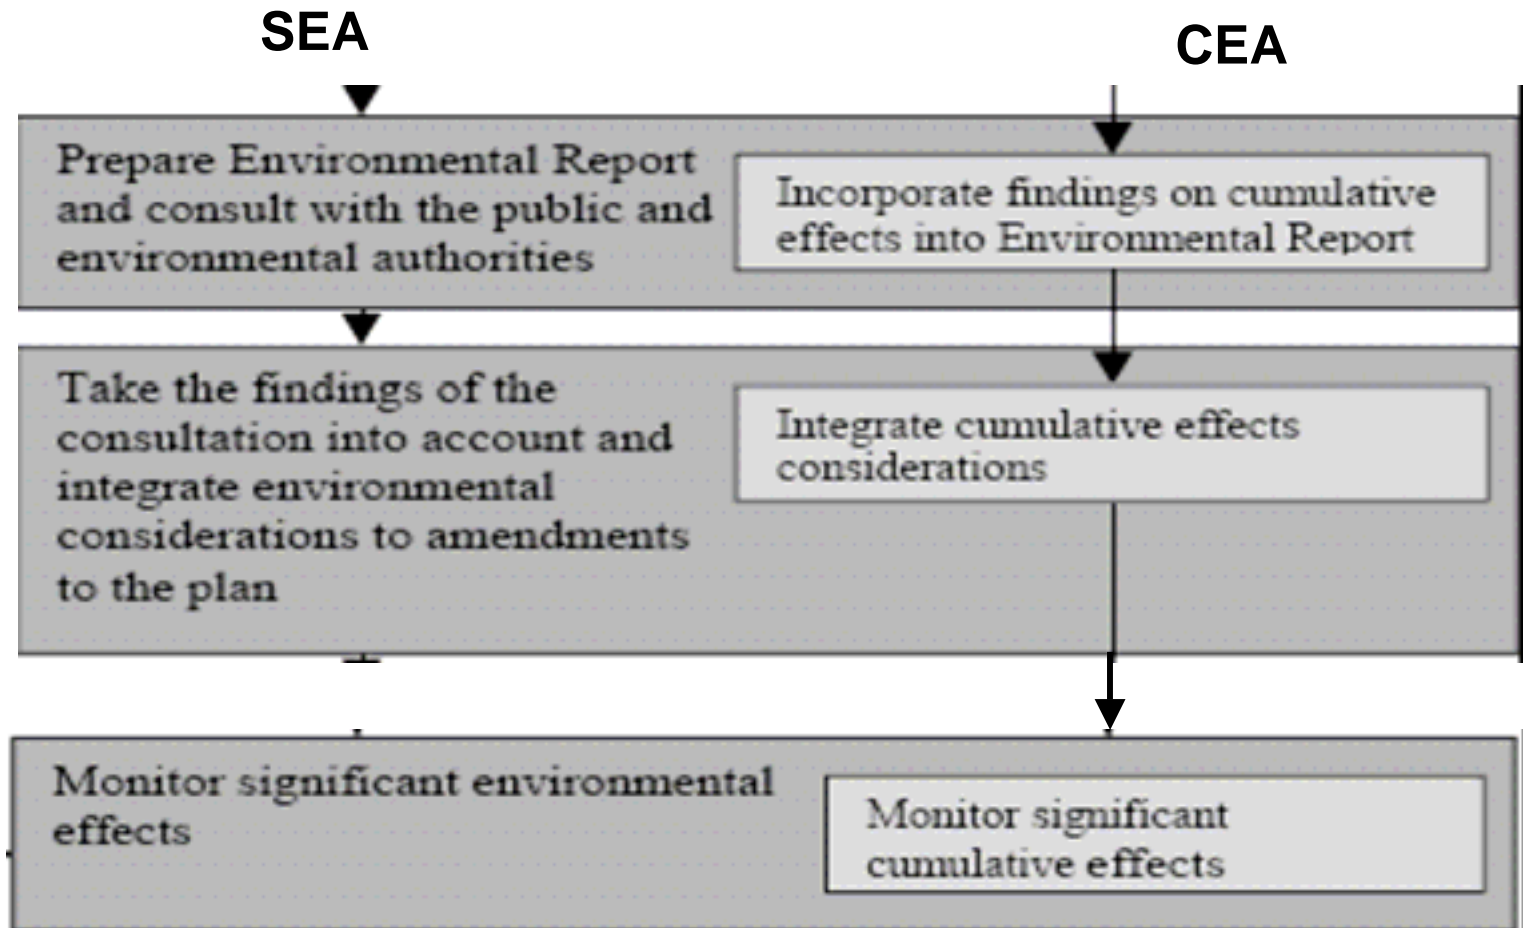 SEA
CEA
Prepare Environmental Report
and consult with the public and
environmental authorities
Incorporate findings on cumulative
effects into Environmental Report
Take the findings of the
consultation into account and
integrate environmental
considerations to amendments
to the plan
Integrate cumulative effects
considerations
Monitor significant environmental
effects
Monitor significant
cumulative effects